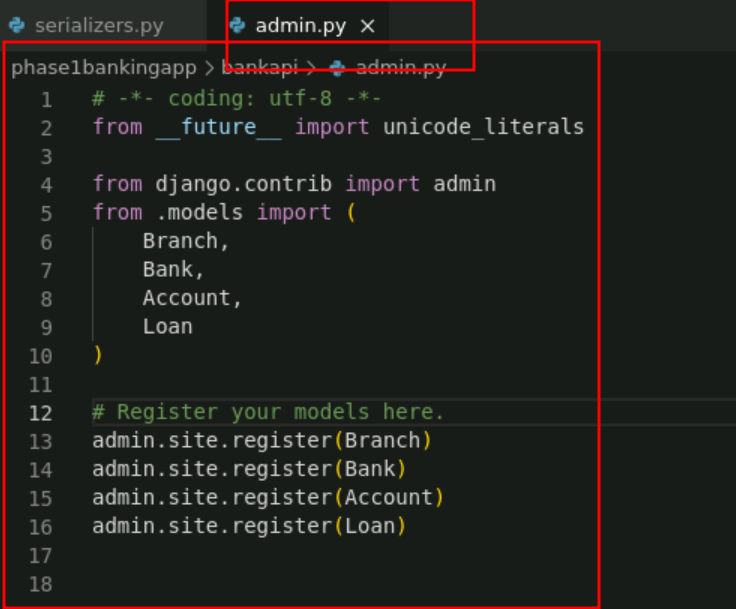 serializers.py admin.py
phase1bankingapp > bankapi > admin.py
1 # -*- coding: utf-8 -*-
2 from __future__ import unicode_literals
3
4 from django.contrib import admin
5 from .models import (
6     Branch,
7     Bank,
8     Account,
9     Loan
10 )
11
12 # Register your models here.
13 admin.site.register(Branch)
14 admin.site.register(Bank)
15 admin.site.register(Account)
16 admin.site.register(Loan)
17
18